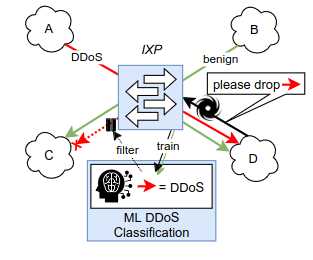 A
IXP
B
DDoS
benign
please drop
C
filter
train
D
= DDoS
ML DDoS
Classification